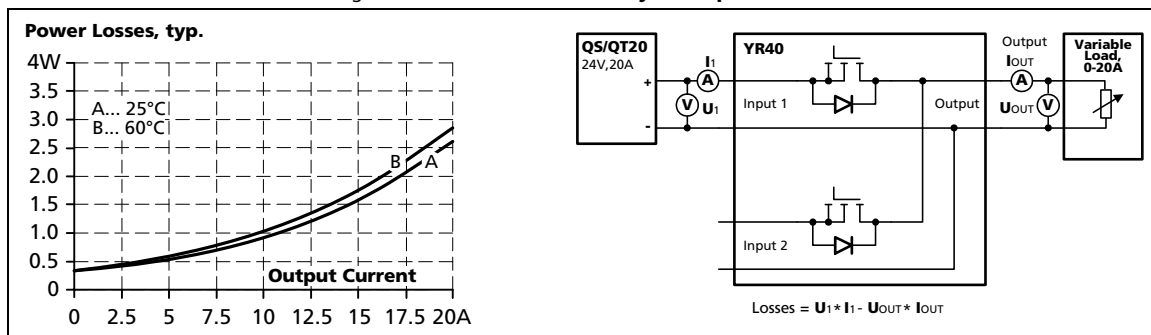 Power Losses, typ.
4W
3.5
3.0
2.5
2.0
1.5
1.0
0.5
0
A... 25°C
B... 60°C
B
A
Output Current
0 2.5 5 7.5 10 12.5 15 17.5 20A
QS/QT20
24V,20A
+
-
I1
A
V U1
YR40
Input 1
Output
Input 2
Output
IOUT
A
UOUT V
Variable
Load,
0-20A
Losses = U1* I1 - UOUT* IOUT